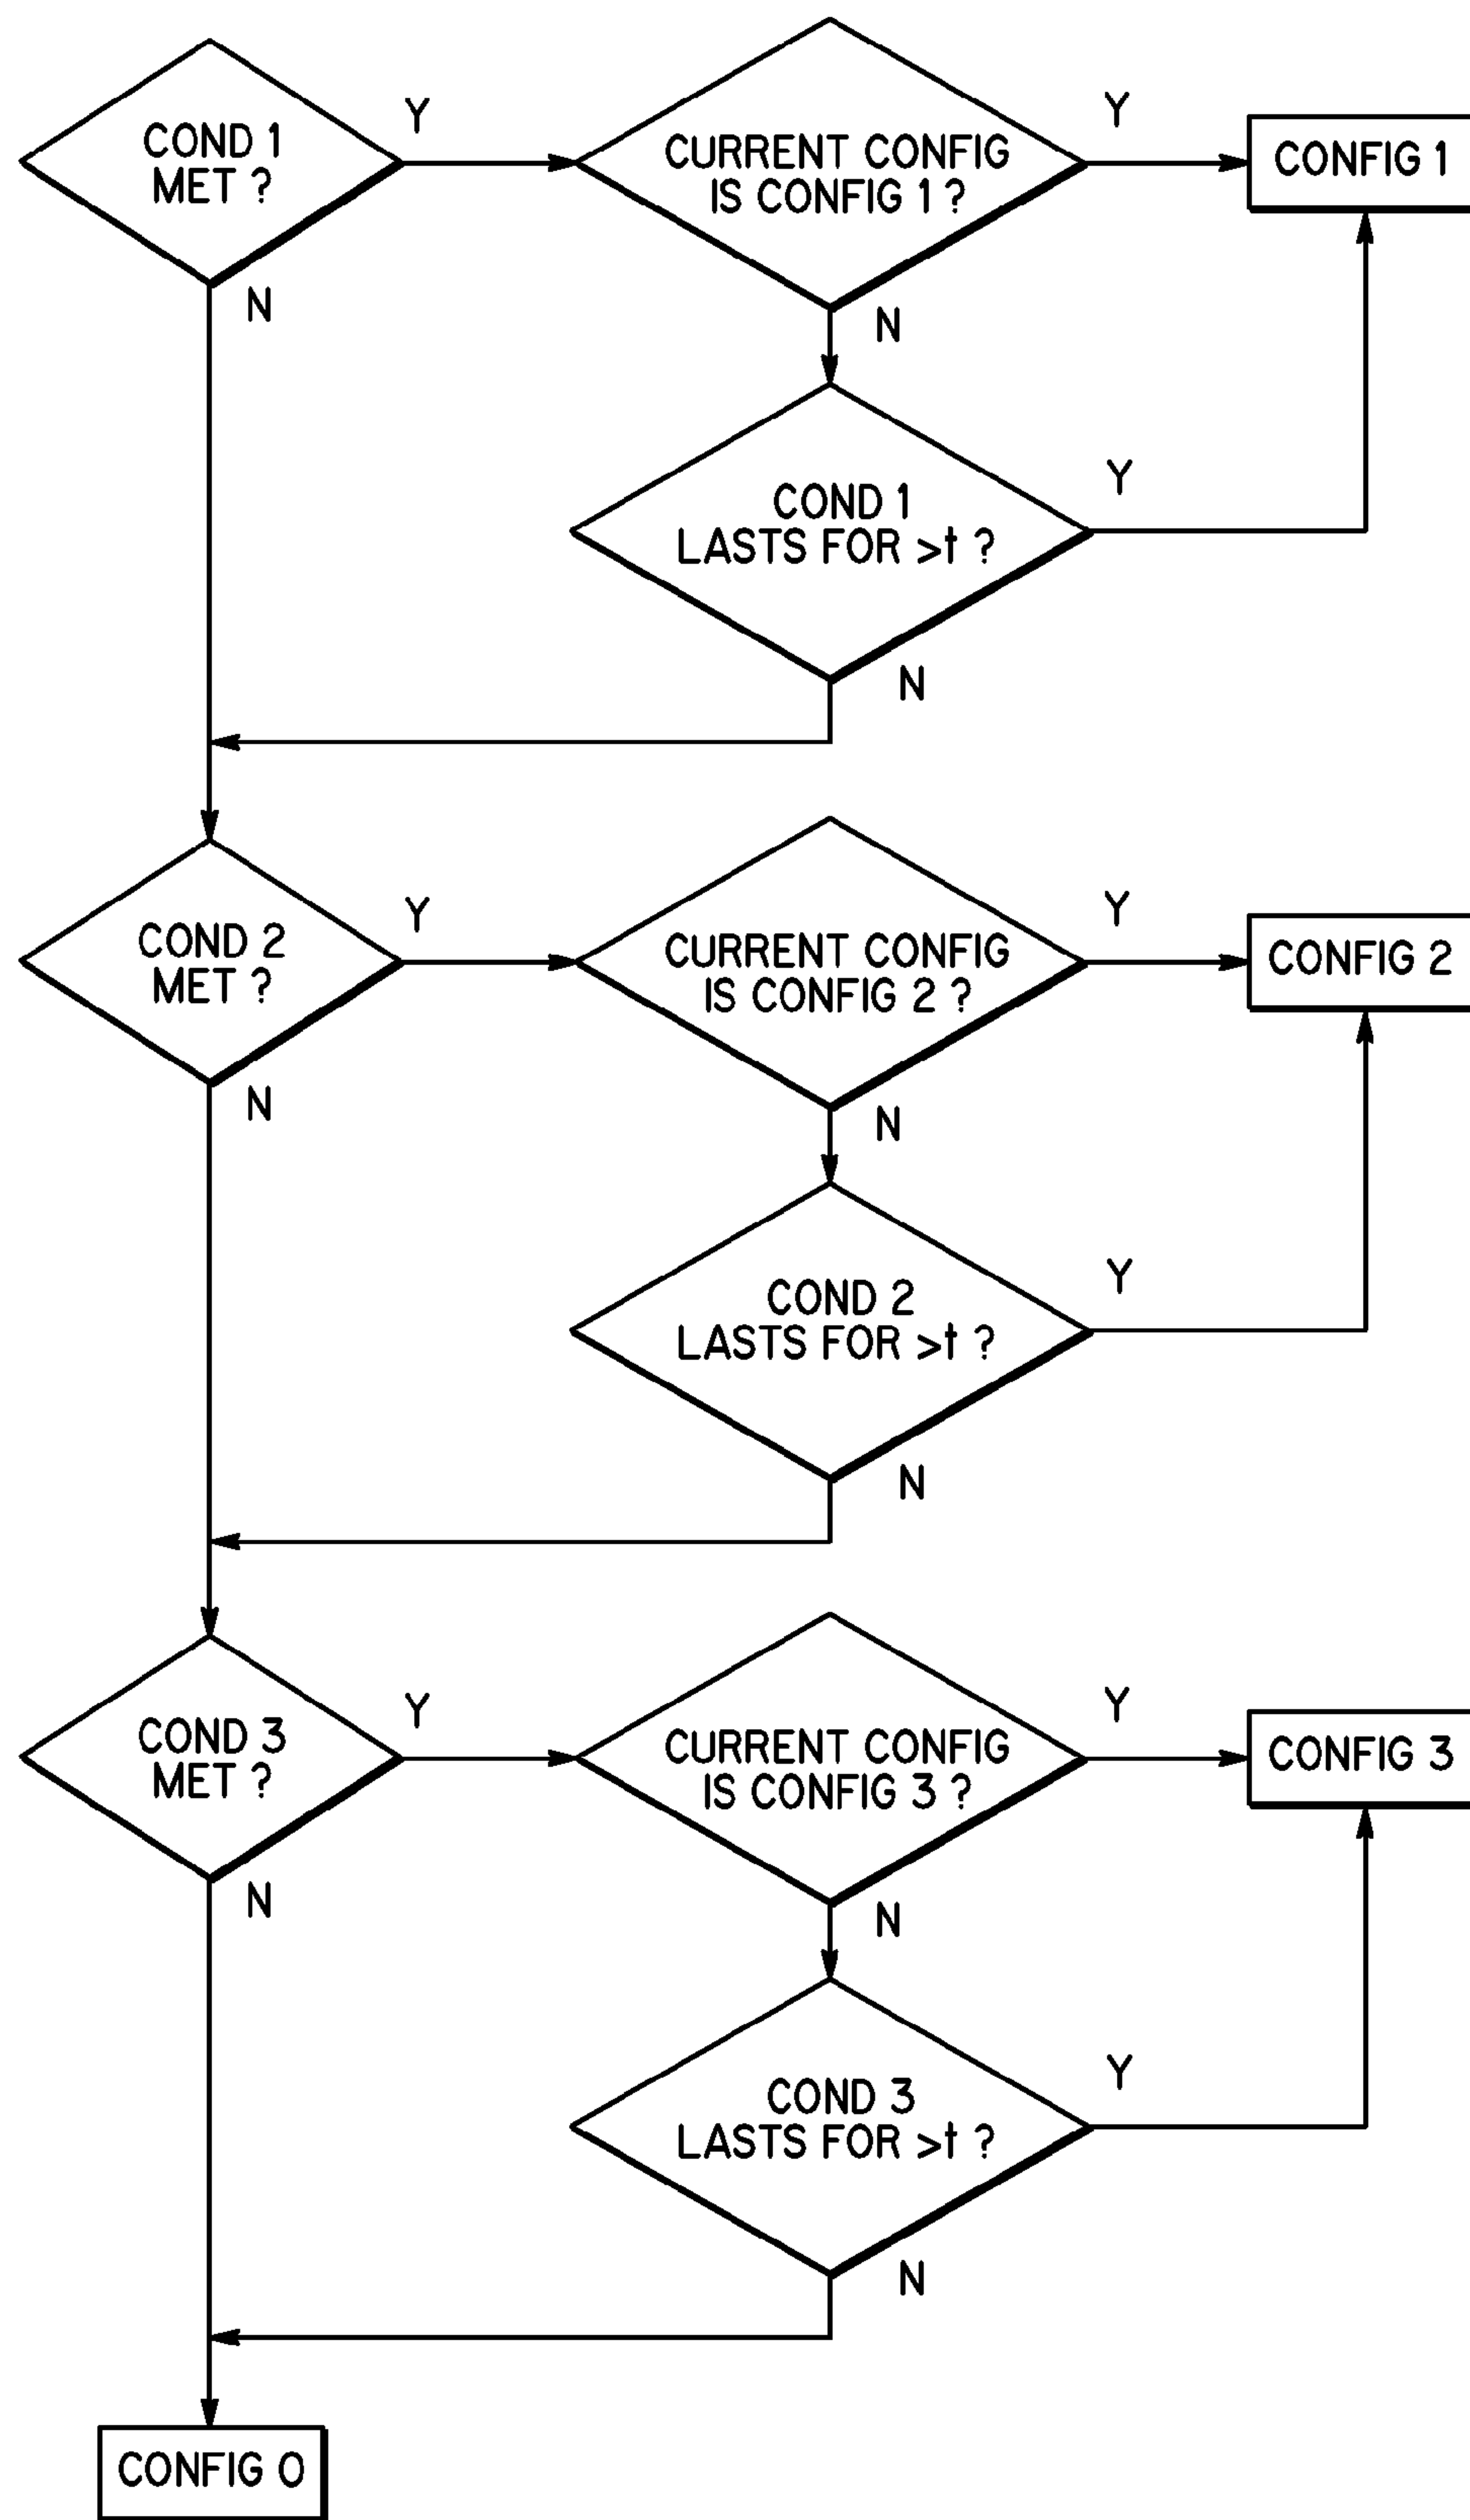 COND 1
MET ?
Y
CURRENT CONFIG
IS CONFIG 1 ?
Y
CONFIG 1
N
N
COND 1
LASTS FOR >t ?
Y
N
COND 2
MET ?
Y
CURRENT CONFIG
IS CONFIG 2 ?
Y
CONFIG 2
N
N
COND 2
LASTS FOR >t ?
Y
N
COND 3
MET ?
Y
CURRENT CONFIG
IS CONFIG 3 ?
Y
CONFIG 3
N
N
COND 3
LASTS FOR >t ?
Y
N
CONFIG 0